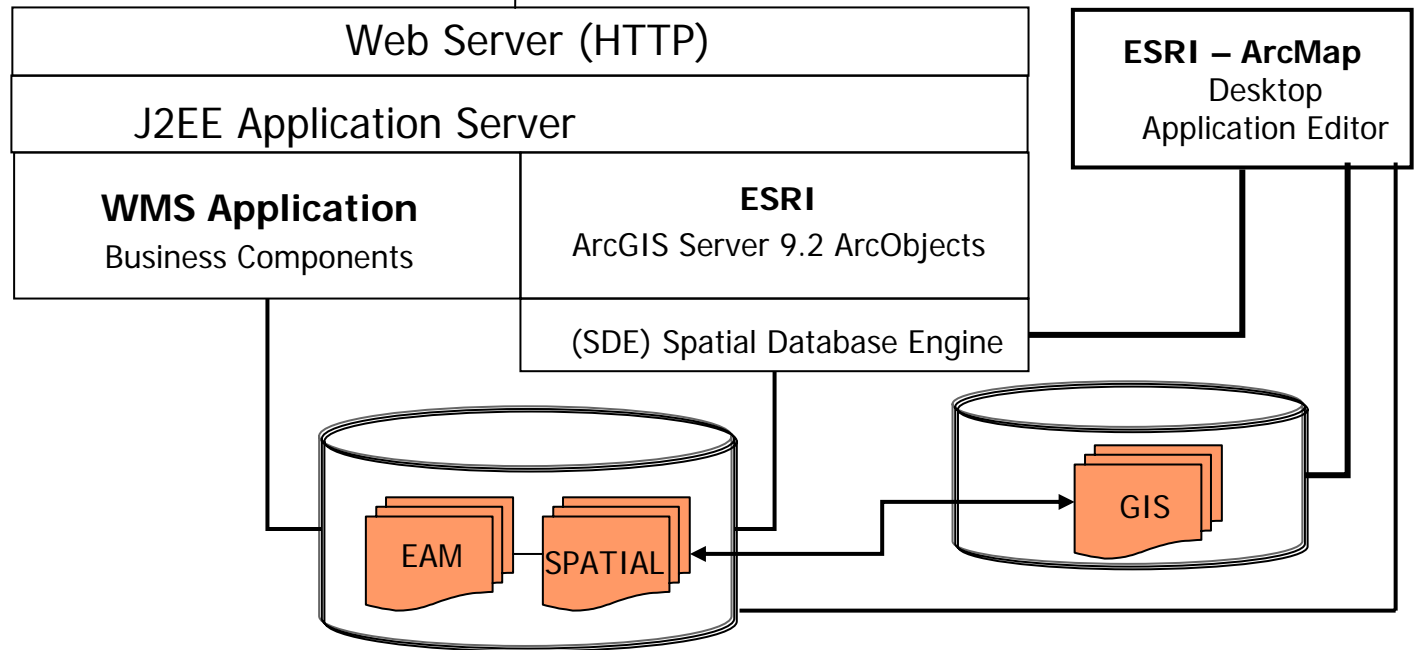 Web Server (HTTP)
J2EE Application Server
WMS Application
Business Components
ESRI
ArcGIS Server 9.2 ArcObjects
(SDE) Spatial Database Engine
ESRI – ArcMap
Desktop
Application Editor
EAM
SPATIAL
GIS